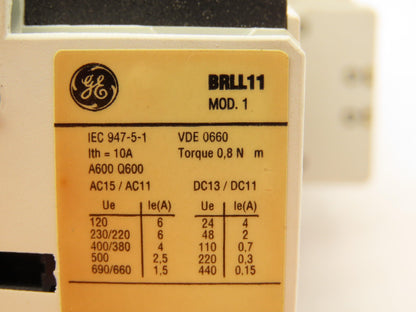 GE
BRLL11
MOD. 1
IEC 947-5-1 VDE 0660
Ith = 10A Torque 0,8 N m
A600 Q600
AC15 / AC11 DC13 / DC11
Ue Ie(A) Ue Ie(A)
120 6 24 4
230/220 6 48 2
400/380 4 110 0,7
500 2,5 220 0,3
690/660 1,5 440 0,15